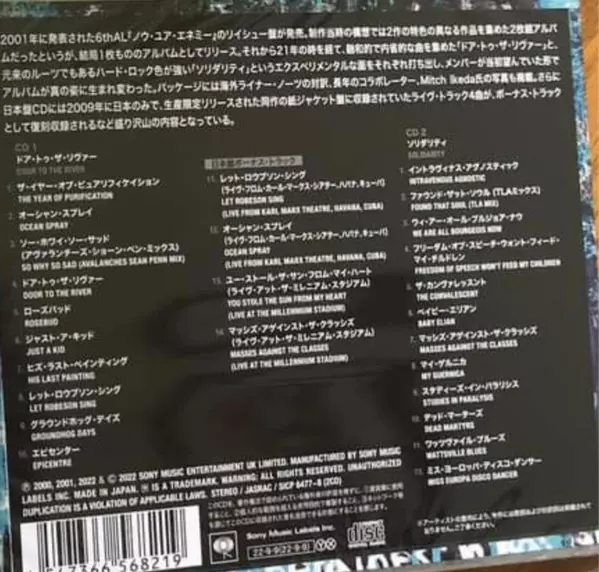 2001年に発表された6thAL『ノウ・ユア・エネミー』のリイシュー盤が発売。制作当時の構想では2作の特色の異なる作品を集めた2枚組アルバ
ムだったというが、結局1枚もののアルバムとしてリリース。それから21年の時を経て、融和的で内省的な曲を集めた「ドア・トゥ・ザ・リヴァー」と、
元来のルーツでもあるハード・ロック色が強い「ソリダリティ」というエクスペリメンタルな面をそれぞれ打ち出し、メンバーが当初望んでいた形で
アルバムが真の姿に生まれ変わった。パッケージには海外ライナー・ノーツの対訳、長年のコラボレーター、Mitch Ikeda氏の写真も掲載。さらに
日本盤CDには2009年に日本のみで、生産限定リリースされた同作の紙ジャケット盤に収録されていたライヴ・トラック4曲が、ボーナス・トラック
として復刻収録されるなど盛り沢山の内容となっている。
CD 1
ドア・トゥ・ザ・リヴァー
DOOR TO THE RIVER
1. ザ・イヤー・オブ・ピュアリフィケイション
THE YEAR OF PURIFICATION
2. オーシャン・スプレイ
OCEAN SPRAY
3. ソー・ホワイ・ソー・サッド
(アヴァランチーズ・ショーン・ペン・ミックス)
SO WHY SO SAD (AVALANCHES SEAN PENN MIX)
4. ドア・トゥ・ザ・リヴァー
DOOR TO THE RIVER
5. ローズバッド
ROSEBUD
6. ジャスト・ア・キッド
JUST A KID
7. ヒズ・ラスト・ペインティング
HIS LAST PAINTING
8. レット・ロウブソン・シング
LET ROBESON SING
9. グラウンドホッグ・デイズ
GROUNDHOG DAYS
10. エピセンター
EPICENTRE
日本盤ボーナス・トラック
11. レット・ロウブソン・シング
(ライヴ・フロム・カール・マークス・シアター、ハバナ、キューバ)
LET ROBESON SING
(LIVE FROM KARL MARX THEATRE, HAVANA, CUBA)
12. オーシャン・スプレイ
(ライヴ・フロム・カール・マークス・シアター、ハバナ、キューバ)
OCEAN SPRAY
(LIVE FROM KARL MARX THEATRE, HAVANA, CUBA)
13. ユー・ストール・ザ・サン・フロム・マイ・ハート
(ライヴ・アット・ザ・ミレニアム・スタジアム)
YOU STOLE THE SUN FROM MY HEART
(LIVE AT THE MILLENNIUM STADIUM)
14. マッシズ・アゲインスト・ザ・クラッシズ
(ライヴ・アット・ザ・ミレニアム・スタジアム)
MASSES AGAINST THE CLASSES
(LIVE AT THE MILLENNIUM STADIUM)
CD 2
ソリダリティ
SOLIDARITY
1. イントラヴィナス・アグノスティック
INTRAVENOUS AGNOSTIC
2. ファウンド・ザット・ソウル (TLAミックス)
FOUND THAT SOUL (TLA MIX)
3. ウィ・アー・オール・ブルジョア・ナウ
WE ARE ALL BOURGEOIS NOW
4. フリーダム・オブ・スピーチ・ウォント・フィード・
マイ・チルドレン
FREEDOM OF SPEECH WON'T FEED MY CHILDREN
5. ザ・カンヴァレッスント
THE CONVALESCENT
6. ベイビー・エリアン
BABY ELIAN
7. マッシズ・アゲインスト・ザ・クラッシズ
MASSES AGAINST THE CLASSES
8. マイ・ゲルニカ
MY GUERNICA
9. スタディーズ・イン・パラリシス
STUDIES IN PARALYSIS
10. デッド・マーターズ
DEAD MARTYRS
11. ワッツヴァイル・ブルーズ
WATTSVILLE BLUES
12. ミス・ヨーロッパ・ディスコ・ダンサー
MISS EUROPA DISCO DANCER
Ⓟ 2000, 2001, 2022 & © 2022 SONY MUSIC ENTERTAINMENT UK LIMITED. MANUFACTURED BY SONY MUSIC
LABELS INC. MADE IN JAPAN. IS A TRADEMARK. WARNING: ALL RIGHTS RESERVED. UNAUTHORIZED
DUPLICATION IS A VIOLATION OF APPLICABLE LAWS. STEREO / JASRAC / SICP 6477-8 (2CD)
Sony Music Labels Inc.
22・9・9(22・9・9) YX
COMPACT disc DIGITAL AUDIO
547366 568219